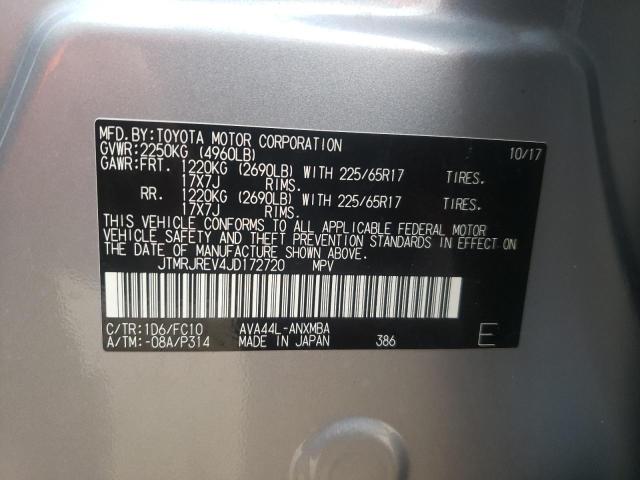 MFD.BY:TOYOTA MOTOR CORPORATION 10/17
GVWR:2250KG (4960LB)
GAWR:FRT. 1220KG (2690LB) WITH 225/65R17 TIRES.
17X7J RIMS.
RR. 1220KG (2690LB) WITH 225/65R17 TIRES.
17X7J RIMS.
THIS VEHICLE CONFORMS TO ALL APPLICABLE FEDERAL MOTOR
VEHICLE SAFETY AND THEFT PREVENTION STANDARDS IN EFFECT ON
THE DATE OF MANUFACTURE SHOWN ABOVE.
JTMRJREV4JD172720 MPV
C/TR:1D6/FC10 AVA44L-ANXMBA
A/TM:-08A/P314 MADE IN JAPAN 386 E